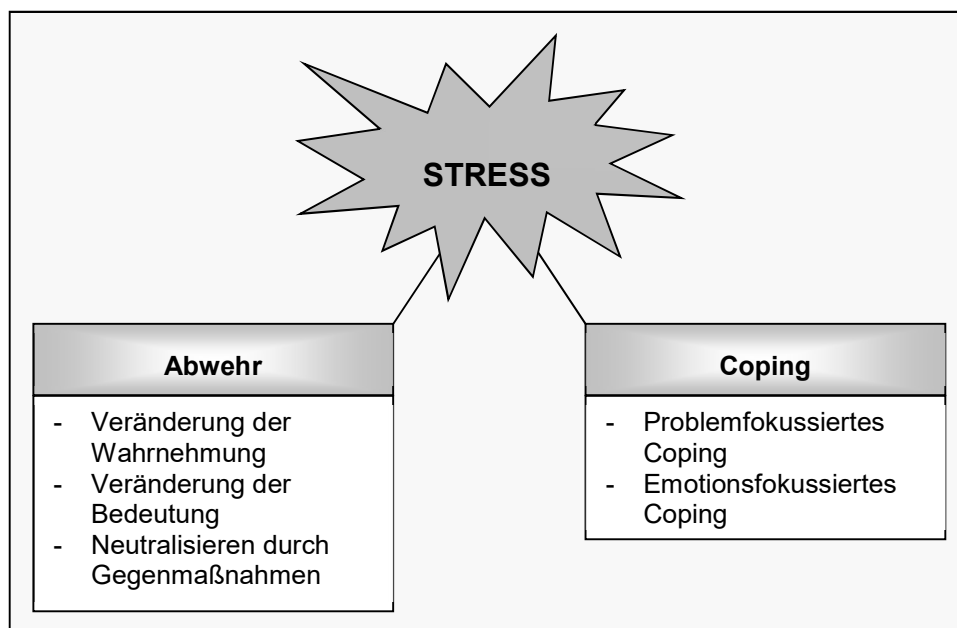 STRESS
Abwehr
- Veränderung der
Wahrnehmung
- Veränderung der
Bedeutung
- Neutralisieren durch
Gegenmaßnahmen
Coping
- Problemfokussiertes
Coping
- Emotionsfokussiertes
Coping